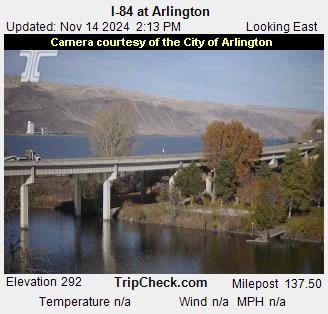 I-84 at Arlington
Updated: Nov 14 2024 2:13 PM Looking East
Camera courtesy of the City of Arlington
Elevation 292 TripCheck.com Milepost 137.50
Temperature n/a Wind n/a MPH n/a